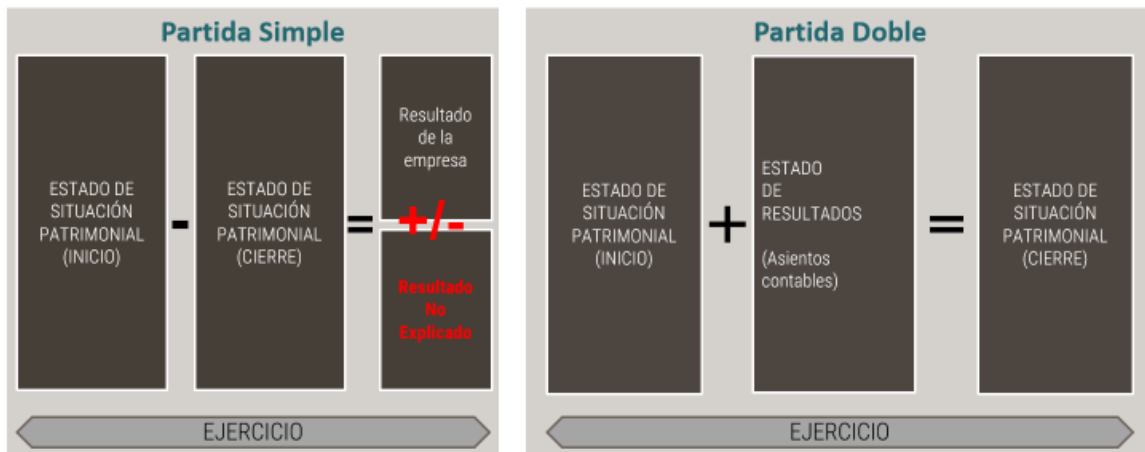 Partida Simple
ESTADO DE
SITUACIÓN
PATRIMONIAL
(INICIO)
-
ESTADO DE
SITUACIÓN
PATRIMONIAL
(CIERRE)
=
Resultado
de la
empresa
+/-
Resultado
No
Explicado
EJERCICIO
Partida Doble
ESTADO DE
SITUACIÓN
PATRIMONIAL
(INICIO)
+
ESTADO
DE
RESULTADOS
(Asientos
contables)
=
ESTADO DE
SITUACIÓN
PATRIMONIAL
(CIERRE)
EJERCICIO